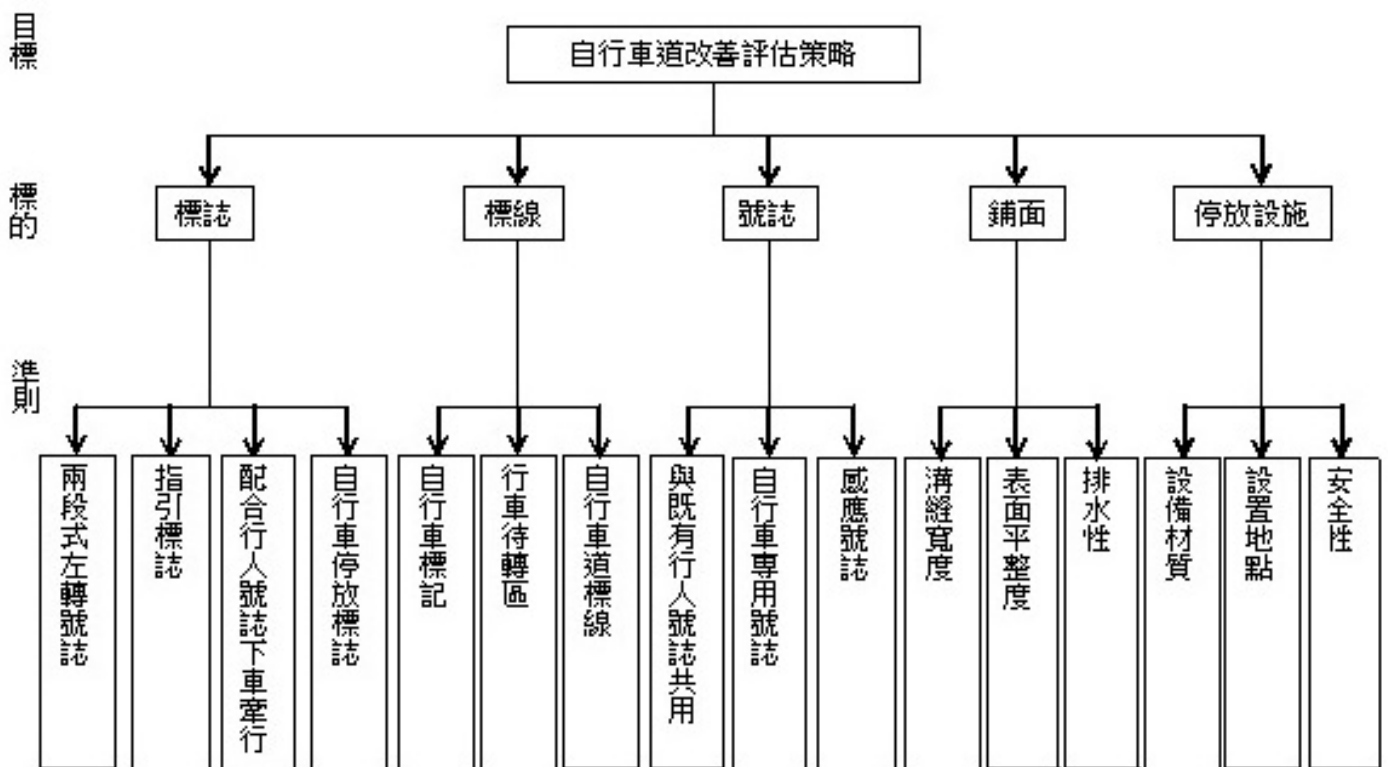 目標
自行車道改善評估策略
標的
標誌
標線
號誌
鋪面
停放設施
準則
兩段式左轉號誌
指引標誌
配合行人號誌下車牽行
自行車停放標誌
自行車標記
行車待轉區
自行車道標線
與既有行人號誌共用
自行車專用號誌
感應號誌
溝縫寬度
表面平整度
排水性
設備材質
設置地點
安全性